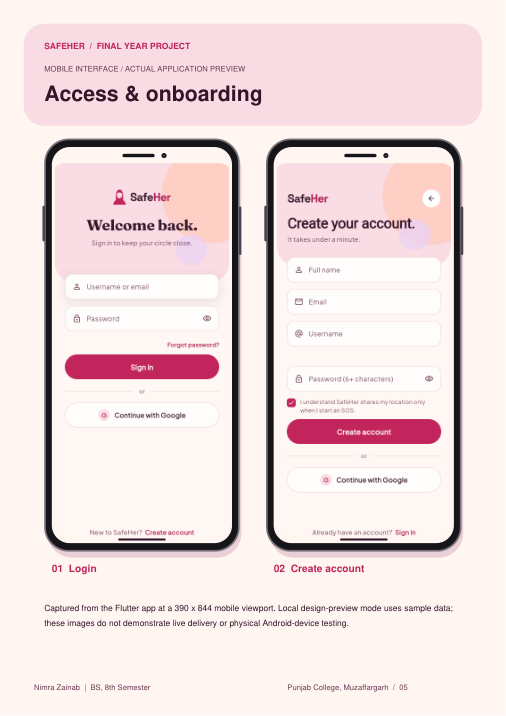 SAFEHER / FINAL YEAR PROJECT
MOBILE INTERFACE / ACTUAL APPLICATION PREVIEW
Access & onboarding
SafeHer
Welcome back.
Sign in to keep your circle close.
Username or email
Password
Forgot password?
Sign in
or
G Continue with Google
New to SafeHer? Create account
01 Login
SafeHer
Create your account.
It takes under a minute.
Full name
Email
@ Username
Password (6+ characters)
I understand SafeHer shares my location only
when I start an SOS.
Create account
or
G Continue with Google
Already have an account? Sign in
02 Create account
Captured from the Flutter app at a 390 x 844 mobile viewport. Local design-preview mode uses sample data;
these images do not demonstrate live delivery or physical Android-device testing.
Nimra Zainab | BS, 8th Semester
Punjab College, Muzaffargarh / 05